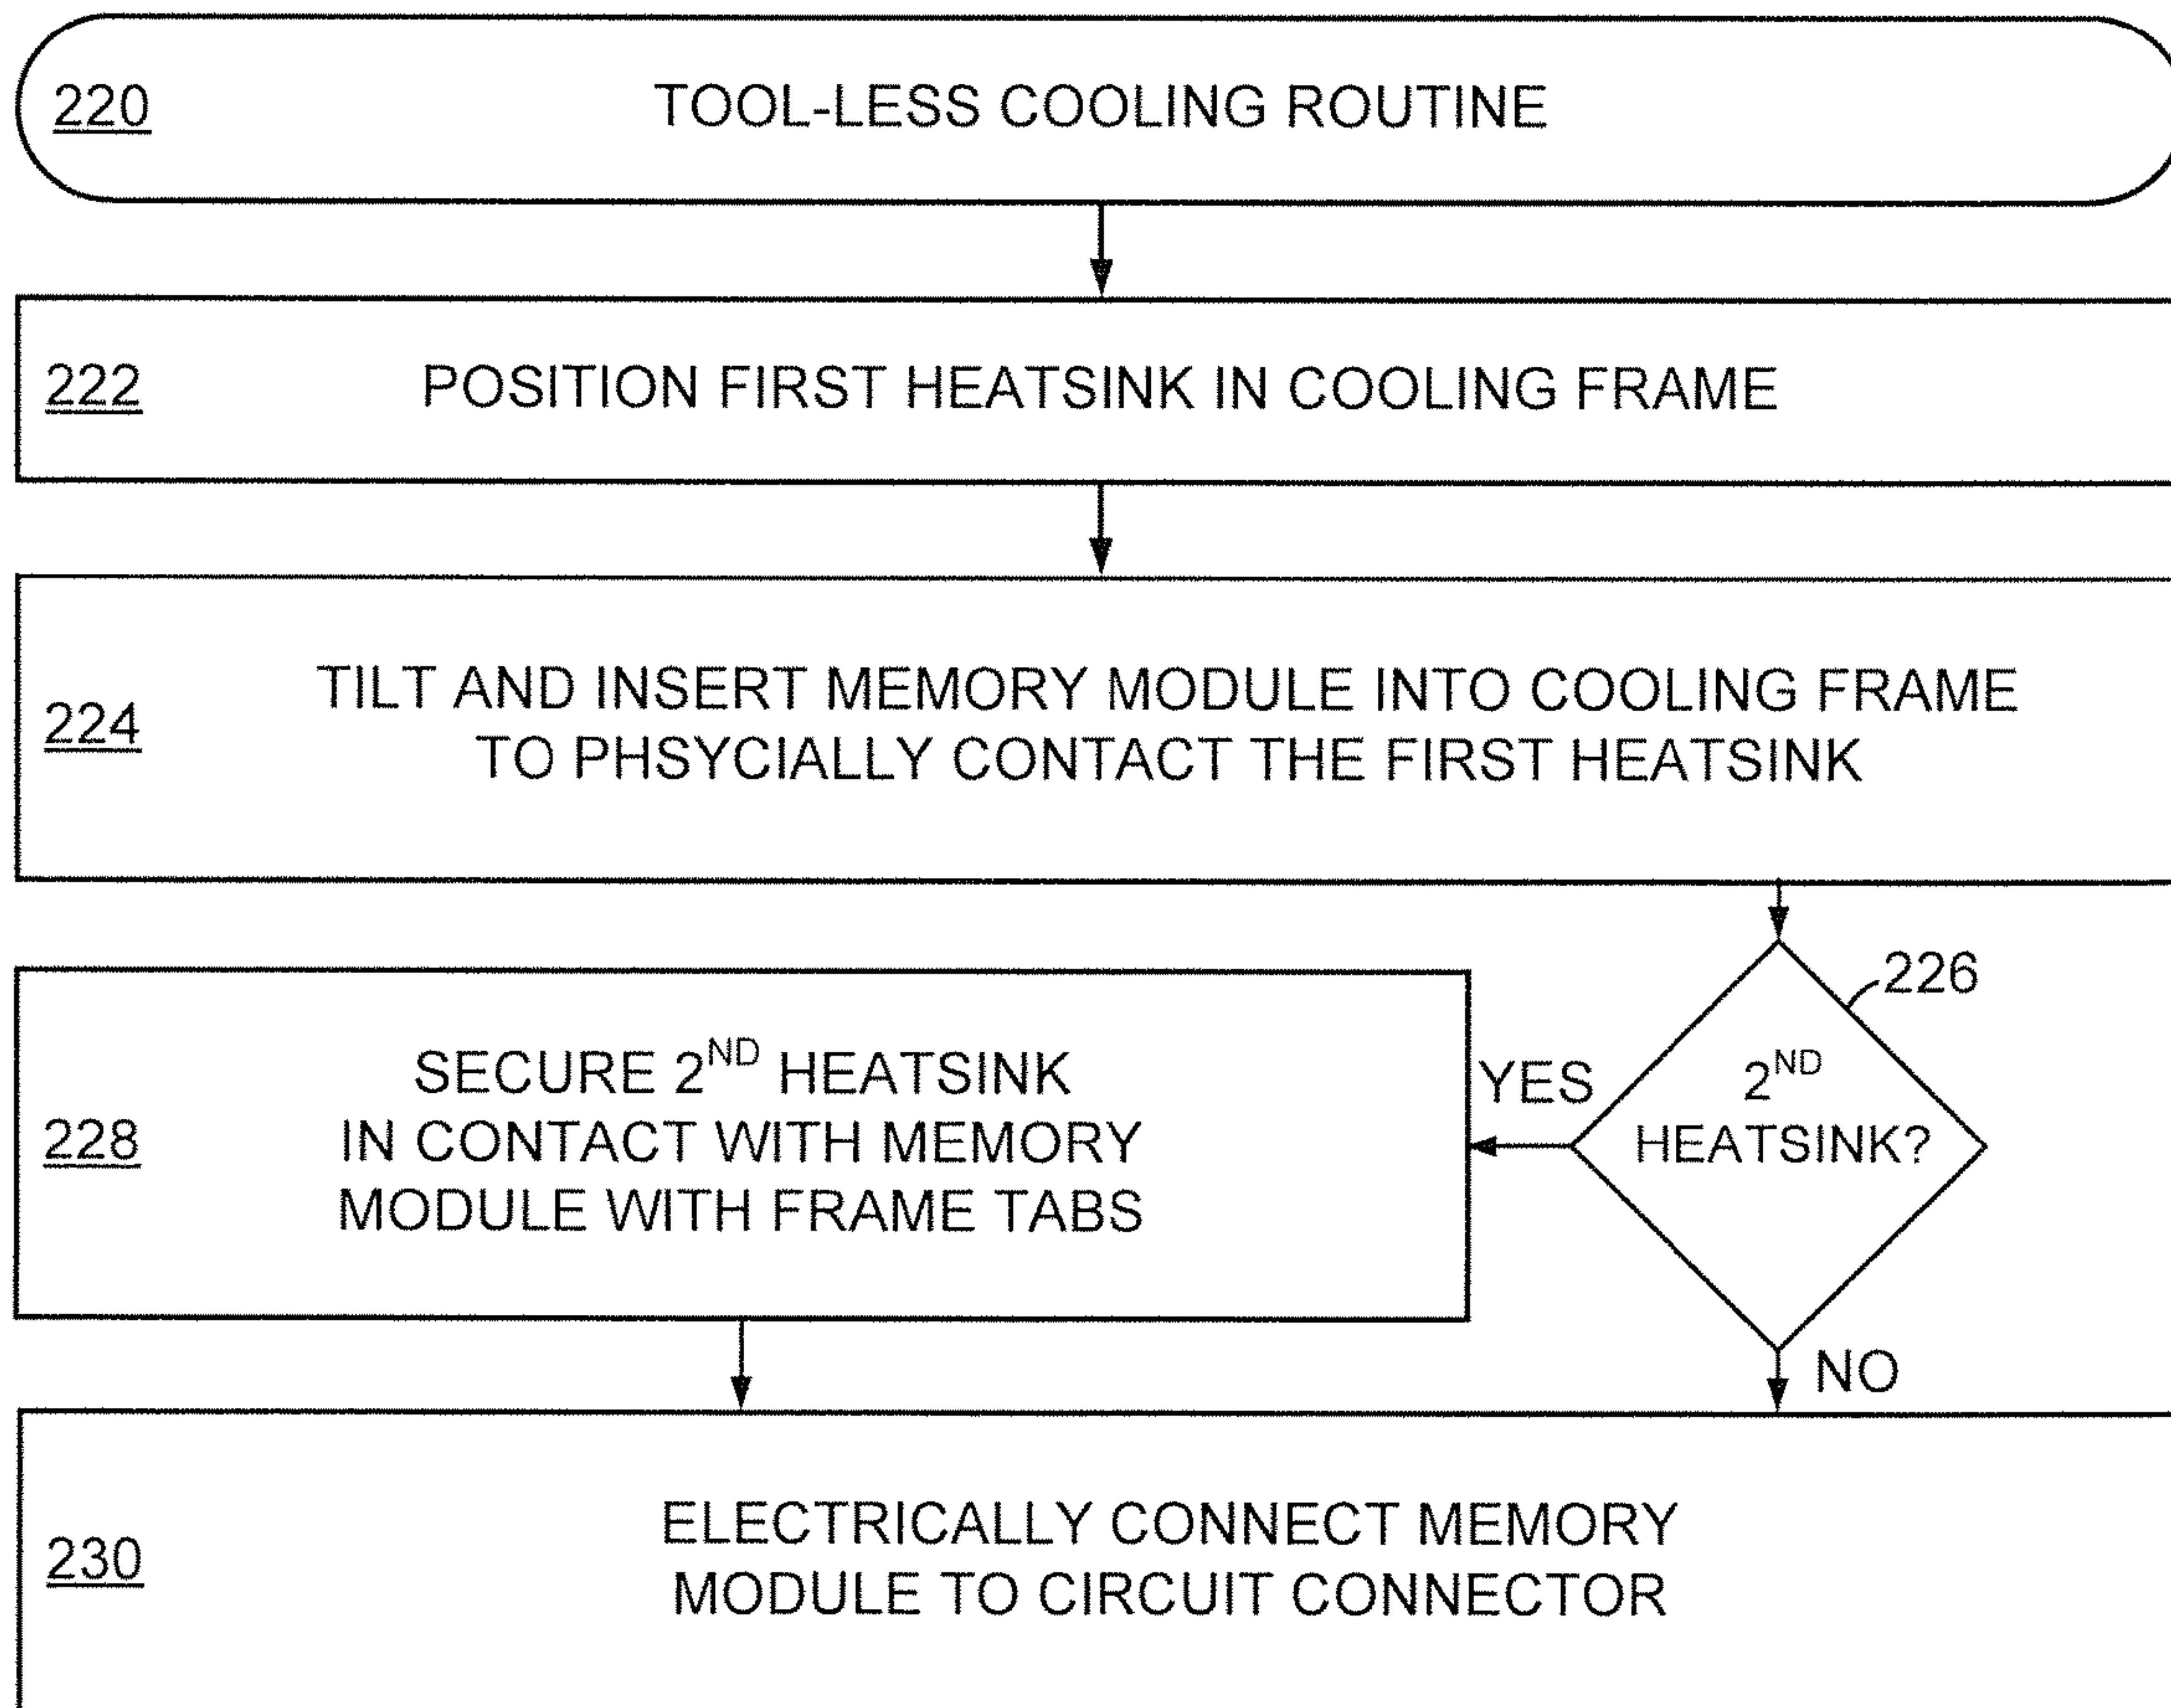 220
TOOL-LESS COOLING ROUTINE
222
POSITION FIRST HEATSINK IN COOLING FRAME
224
TILT AND INSERT MEMORY MODULE INTO COOLING FRAME
TO PHSYCIALLY CONTACT THE FIRST HEATSINK
226
2ND
HEATSINK?
YES
228
SECURE 2ND HEATSINK
IN CONTACT WITH MEMORY
MODULE WITH FRAME TABS
NO
230
ELECTRICALLY CONNECT MEMORY
MODULE TO CIRCUIT CONNECTOR